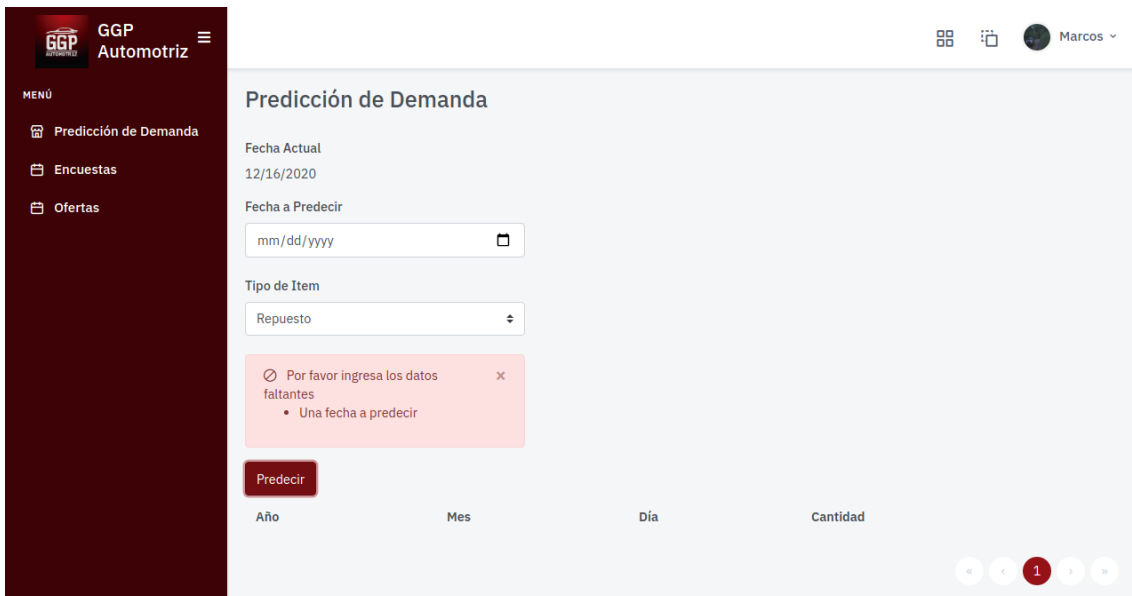 GGP
AUTOMOTRIZ
GGP
Automotriz
Marcos
MENÚ
Predicción de Demanda
Encuestas
Ofertas
Predicción de Demanda
Fecha Actual
12/16/2020
Fecha a Predecir
mm/dd/yyyy
Tipo de Item
Repuesto
Por favor ingresa los datos ×
faltantes
• Una fecha a predecir
Predecir
Año Mes Día Cantidad
« ‹ 1 › »